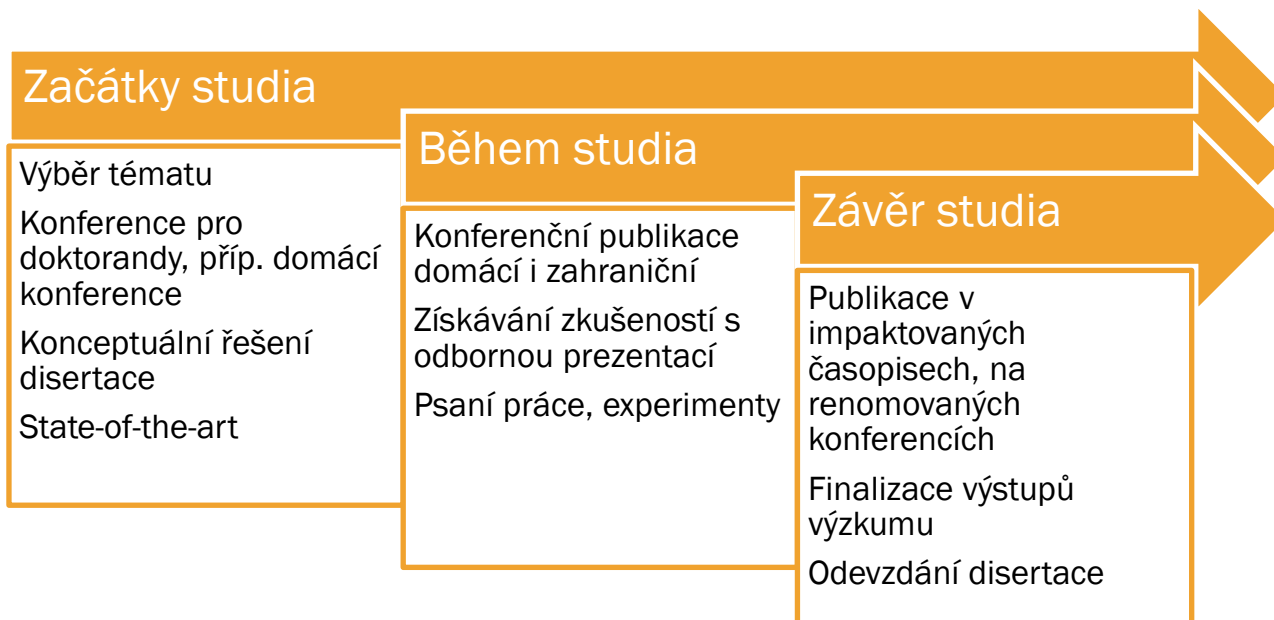 Začátky studia
Výběr tématu
Konference pro
doktorandy, příp. domácí
konference
Konceptuální řešení
disertace
State-of-the-art
Během studia
Konferenční publikace
domácí i zahraniční
Získávání zkušeností s
odbornou prezentací
Psaní práce, experimenty
Závěr studia
Publikace v
impaktovaných
časopisech, na
renomovaných
konferencích
Finalizace výstupů
výzkumu
Odevzdání disertace